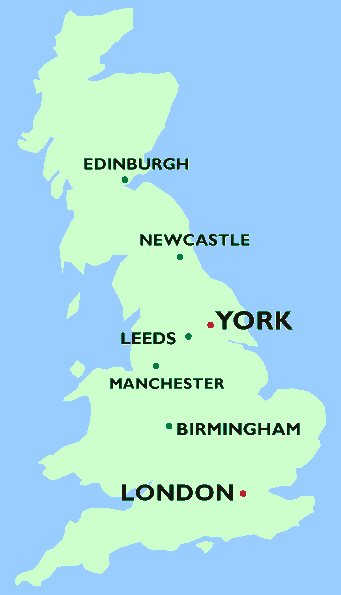 EDINBURGH
NEWCASTLE
YORK
LEEDS
MANCHESTER
BIRMINGHAM
LONDON